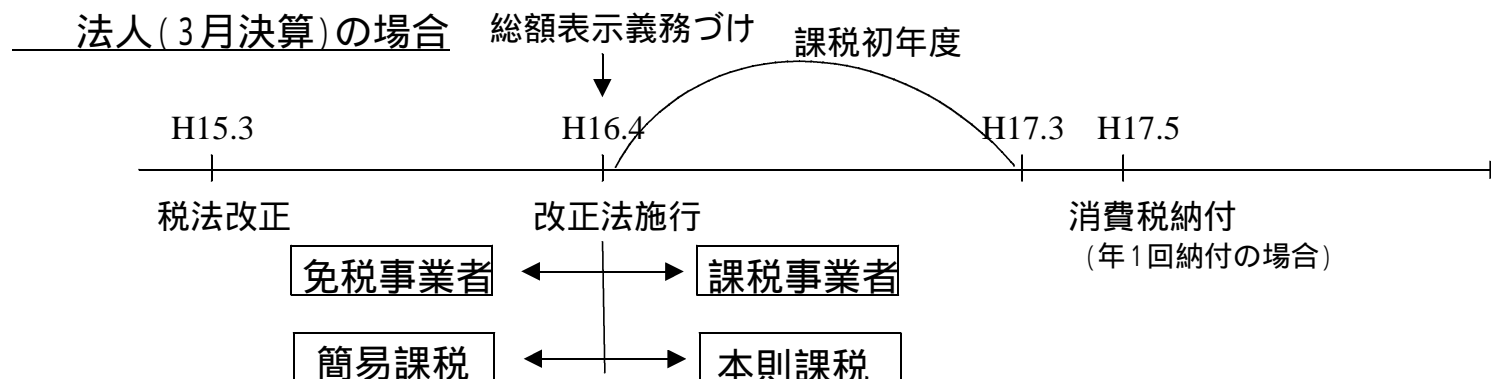 法人(3月決算)の場合
総額表示義務づけ
課税初年度
H15.3
H16.4
H17.3
H17.5
税法改正
改正法施行
消費税納付
(年1回納付の場合)
免税事業者
課税事業者
簡易課税
本則課税